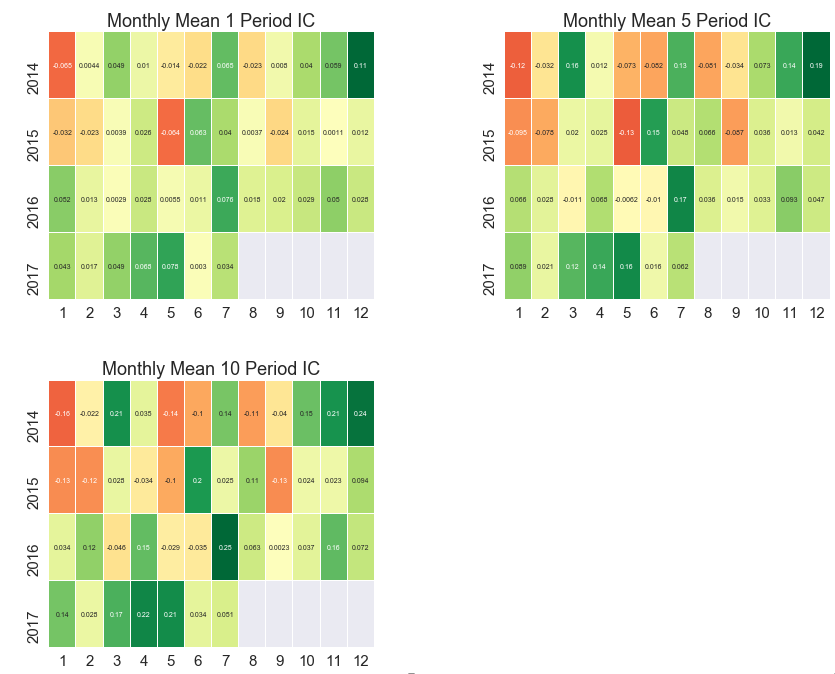 Monthly Mean 1 Period IC
2014 -0.065 0.0044 0.049 0.01 -0.014 -0.022 0.065 -0.023 0.005 0.04 0.059 0.11
2015 -0.032 -0.023 0.0039 0.026 -0.064 0.063 0.04 0.0037 -0.024 0.015 0.0011 0.012
2016 0.052 0.013 0.0029 0.028 0.0055 0.011 0.076 0.018 0.02 0.029 0.05 0.028
2017 0.043 0.017 0.049 0.065 0.075 0.003 0.034
1 2 3 4 5 6 7 8 9 10 11 12
Monthly Mean 5 Period IC
2014 -0.12 -0.032 0.16 0.012 -0.073 -0.082 0.13 -0.081 -0.034 0.073 0.14 0.19
2015 -0.095 -0.078 0.02 0.025 -0.13 0.15 0.045 0.066 -0.087 0.036 0.013 0.042
2016 0.066 0.028 -0.011 0.065 -0.0062 -0.01 0.17 0.036 0.015 0.033 0.093 0.047
2017 0.089 0.021 0.12 0.14 0.16 0.016 0.062
1 2 3 4 5 6 7 8 9 10 11 12
Monthly Mean 10 Period IC
2014 -0.16 -0.022 0.21 0.035 -0.14 -0.1 0.14 -0.11 -0.04 0.15 0.21 0.24
2015 -0.13 -0.12 0.025 -0.034 -0.1 0.2 0.025 0.11 -0.13 0.024 0.023 0.094
2016 0.034 0.12 -0.046 0.15 -0.029 -0.035 0.25 0.063 0.0023 0.037 0.16 0.072
2017 0.14 0.028 0.17 0.22 0.21 0.034 0.051
1 2 3 4 5 6 7 8 9 10 11 12